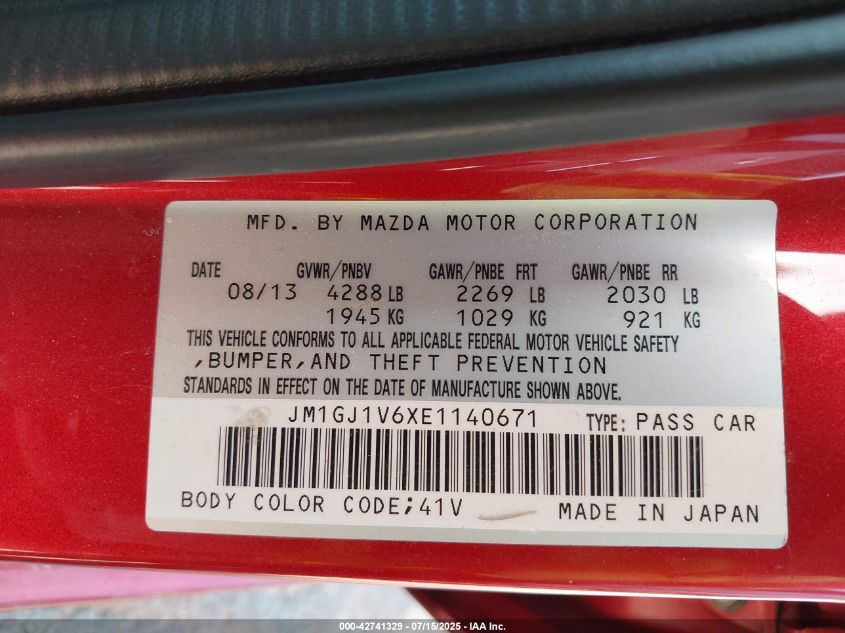 MFD. BY MAZDA MOTOR CORPORATION
DATE GVWR/PNBV GAWR/PNBE FRT GAWR/PNBE RR
08/13 4288 LB 2269 LB 2030 LB
1945 KG 1029 KG 921 KG
THIS VEHICLE CONFORMS TO ALL APPLICABLE FEDERAL MOTOR VEHICLE SAFETY
,BUMPER,AND THEFT PREVENTION
STANDARDS IN EFFECT ON THE DATE OF MANUFACTURE SHOWN ABOVE.
JM1GJ1V6XE1140671 TYPE: PASS CAR
BODY COLOR CODE;41V MADE IN JAPAN
000-42741329 - 07/15/2025 - IAA Inc.